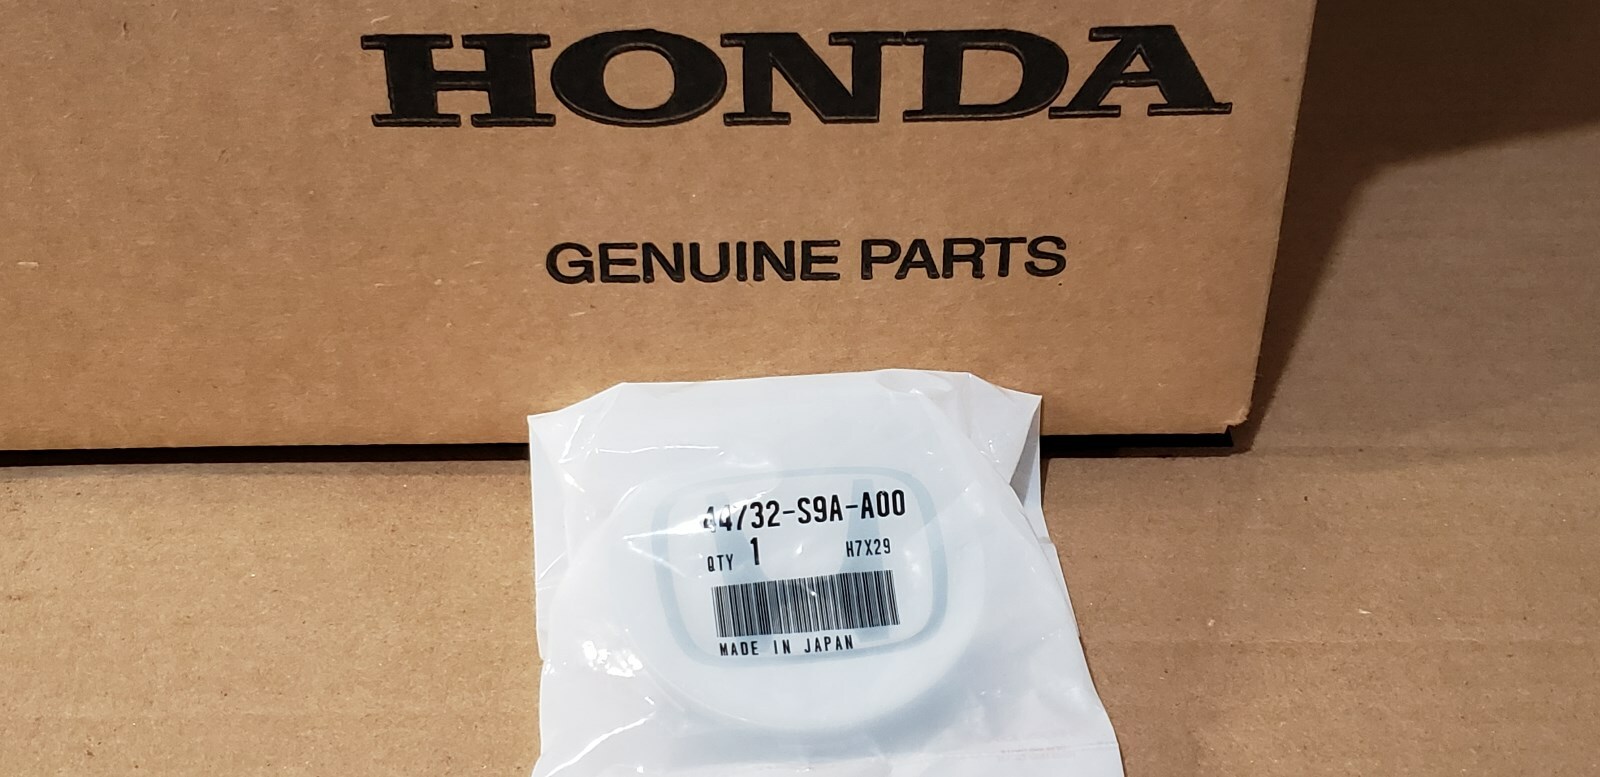 HONDA
GENUINE PARTS
44732-S9A-A00
QTY 1 H7X29
MADE IN JAPAN